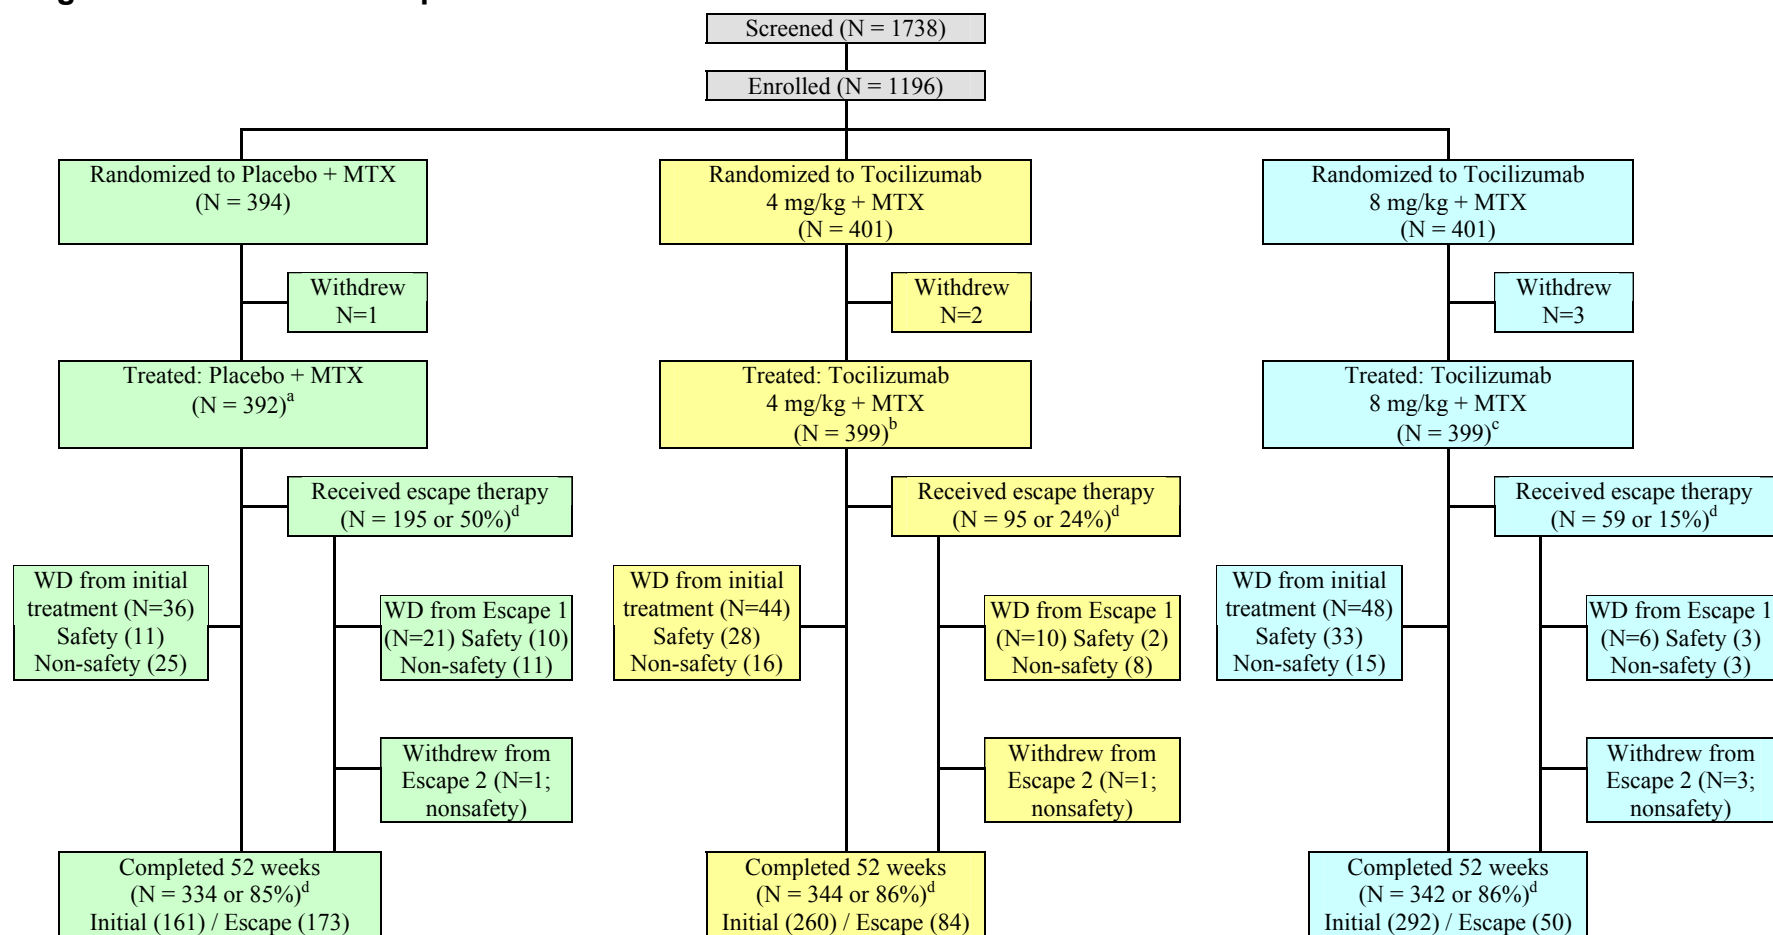 Screened (N = 1738)
Enrolled (N = 1196)
Randomized to Placebo + MTX
(N = 394)
Randomized to Tocilizumab
4 mg/kg + MTX
(N = 401)
Randomized to Tocilizumab
8 mg/kg + MTX
(N = 401)
Withdrew
N=1
Withdrew
N=2
Withdrew
N=3
Treated: Placebo + MTX
(N = 392)a
Treated: Tocilizumab
4 mg/kg + MTX
(N = 399)b
Treated: Tocilizumab
8 mg/kg + MTX
(N = 399)c
Received escape therapy
(N = 195 or 50%)d
Received escape therapy
(N = 95 or 24%)d
Received escape therapy
(N = 59 or 15%)d
WD from initial
treatment (N=36)
Safety (11)
Non-safety (25)
WD from Escape 1
(N=21) Safety (10)
Non-safety (11)
WD from initial
treatment (N=44)
Safety (28)
Non-safety (16)
WD from Escape 1
(N=10) Safety (2)
Non-safety (8)
WD from initial
treatment (N=48)
Safety (33)
Non-safety (15)
WD from Escape 1
(N=6) Safety (3)
Non-safety (3)
Withdrew from
Escape 2 (N=1;
nonsafety)
Withdrew from
Escape 2 (N=1;
nonsafety)
Withdrew from
Escape 2 (N=3;
nonsafety)
Completed 52 weeks
(N = 334 or 85%)d
Initial (161) / Escape (173)
Completed 52 weeks
(N = 344 or 86%)d
Initial (260) / Escape (84)
Completed 52 weeks
(N = 342 or 86%)d
Initial (292) / Escape (50)